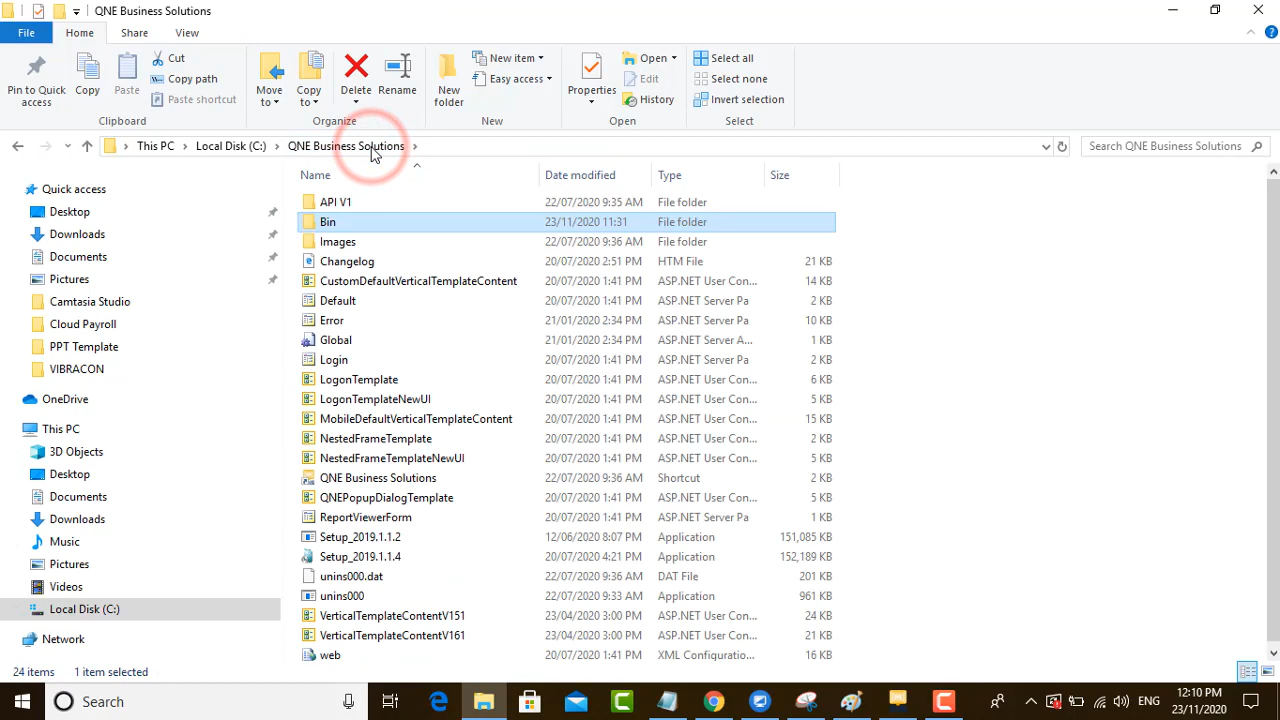 QNE Business Solutions
File Home Share View
Pin to Quick access
Copy
Paste
Cut
Copy path
Paste shortcut
Clipboard
Move to
Copy to
Delete
Rename
Organize
New folder
New item
Easy access
New
Properties
Open
Edit
History
Open
Select all
Select none
Invert selection
Select
This PC Local Disk (C:) QNE Business Solutions
Search QNE Business Solutions
Quick access
Desktop
Downloads
Documents
Pictures
Camtasia Studio
Cloud Payroll
PPT Template
VIBRACON
OneDrive
This PC
3D Objects
Desktop
Documents
Downloads
Music
Pictures
Videos
Local Disk (C:)
Network
Name Date modified Type Size
API V1 22/07/2020 9:35 AM File folder
Bin 23/11/2020 11:31 File folder
Images 22/07/2020 9:36 AM File folder
Changelog 20/07/2020 2:51 PM HTM File 21 KB
CustomDefaultVerticalTemplateContent 20/07/2020 1:41 PM ASP.NET User Con... 14 KB
Default 20/07/2020 1:41 PM ASP.NET Server Pa 2 KB
Error 21/01/2020 2:34 PM ASP.NET Server Pa 10 KB
Global 21/01/2020 2:34 PM ASP.NET Server A... 1 KB
Login 20/07/2020 1:41 PM ASP.NET Server Pa 2 KB
LogonTemplate 20/07/2020 1:41 PM ASP.NET User Con... 6 KB
LogonTemplateNewUI 20/07/2020 1:41 PM ASP.NET User Con... 5 KB
MobileDefaultVerticalTemplateContent 20/07/2020 1:41 PM ASP.NET User Con... 15 KB
NestedFrameTemplate 20/07/2020 1:41 PM ASP.NET User Con... 2 KB
NestedFrameTemplateNewUI 20/07/2020 1:41 PM ASP.NET User Con... 5 KB
QNE Business Solutions 22/07/2020 9:36 AM Shortcut 2 KB
QNEPopupDialogTemplate 20/07/2020 1:41 PM ASP.NET User Con... 5 KB
ReportViewerForm 20/07/2020 1:41 PM ASP.NET Server Pa 1 KB
Setup_2019.1.1.2 12/06/2020 8:07 PM Application 151,085 KB
Setup_2019.1.1.4 20/07/2020 4:21 PM Application 152,189 KB
unins000.dat 22/07/2020 9:36 AM DAT File 201 KB
unins000 22/07/2020 9:33 AM Application 961 KB
VerticalTemplateContentV151 23/04/2020 3:00 PM ASP.NET User Con... 24 KB
VerticalTemplateContentV161 23/04/2020 3:00 PM ASP.NET User Con... 21 KB
web 20/07/2020 1:41 PM XML Configuratio... 16 KB
24 items 1 item selected
Search
ENG
12:10 PM
23/11/2020